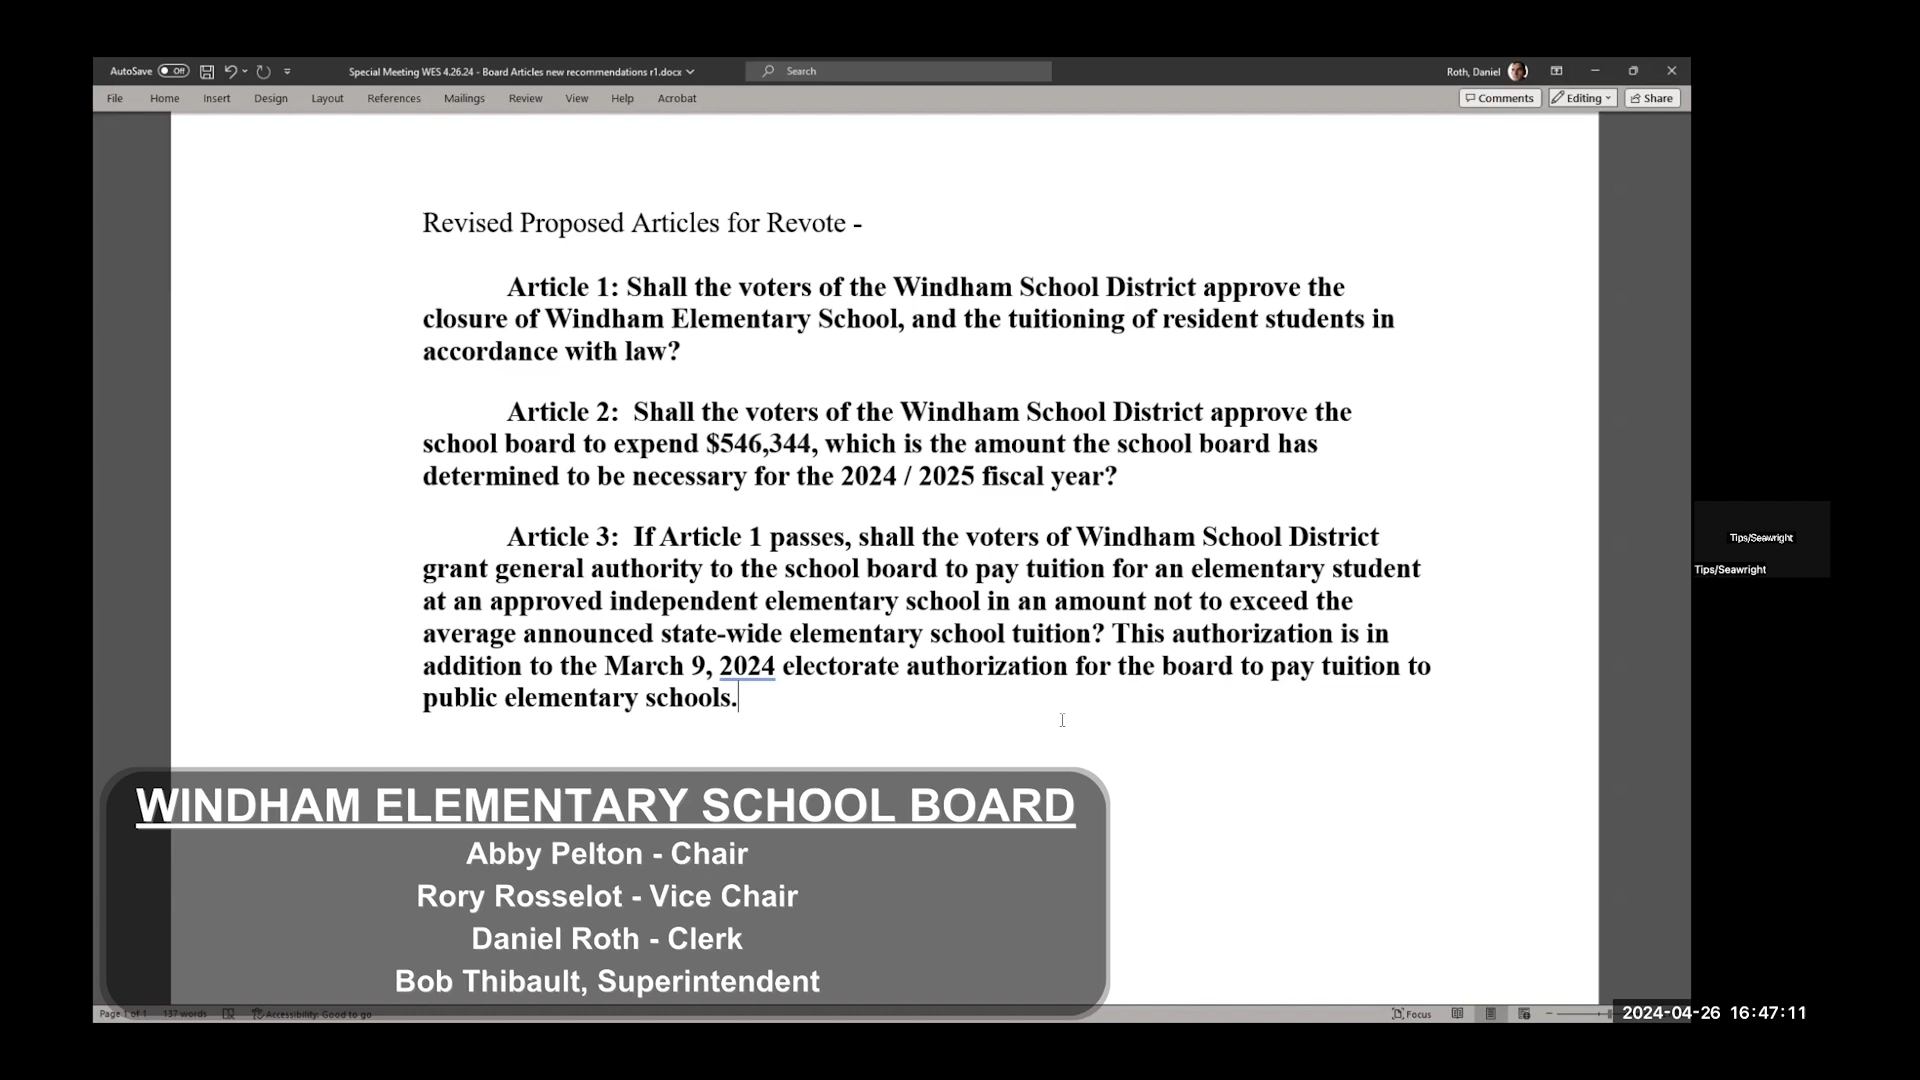 AutoSave Off
Special Meeting WES 4.26.24 - Board Articles new recommendations r1.docx
Search
Roth, Daniel
File Home Insert Design Layout References Mailings Review View Help Acrobat
Comments Editing Share
Revised Proposed Articles for Revote -
Article 1: Shall the voters of the Windham School District approve the
closure of Windham Elementary School, and the tuitioning of resident students in
accordance with law?
Article 2: Shall the voters of the Windham School District approve the
school board to expend $546,344, which is the amount the school board has
determined to be necessary for the 2024 / 2025 fiscal year?
Article 3: If Article 1 passes, shall the voters of Windham School District
grant general authority to the school board to pay tuition for an elementary student
at an approved independent elementary school in an amount not to exceed the
average announced state-wide elementary school tuition? This authorization is in
addition to the March 9, 2024 electorate authorization for the board to pay tuition to
public elementary schools.
Tips/Seawright
Tips/Seawright
WINDHAM ELEMENTARY SCHOOL BOARD
Abby Pelton - Chair
Rory Rosselot - Vice Chair
Daniel Roth - Clerk
Bob Thibault, Superintendent
Page 1 of 1 137 words Accessibility: Good to go
Focus
2024-04-26 16:47:11